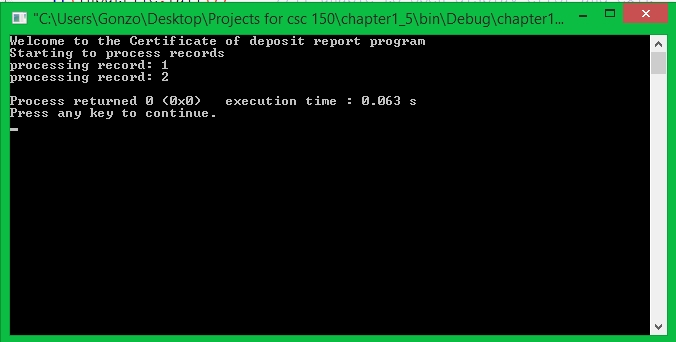 "C:\Users\Gonzo\Desktop\Projects for csc 150\chapter1_5\bin\Debug\chapter1...
Welcome to the Certificate of deposit report program
Starting to process records
processing record: 1
processing record: 2
Process returned 0 (0x0)   execution time : 0.063 s
Press any key to continue.